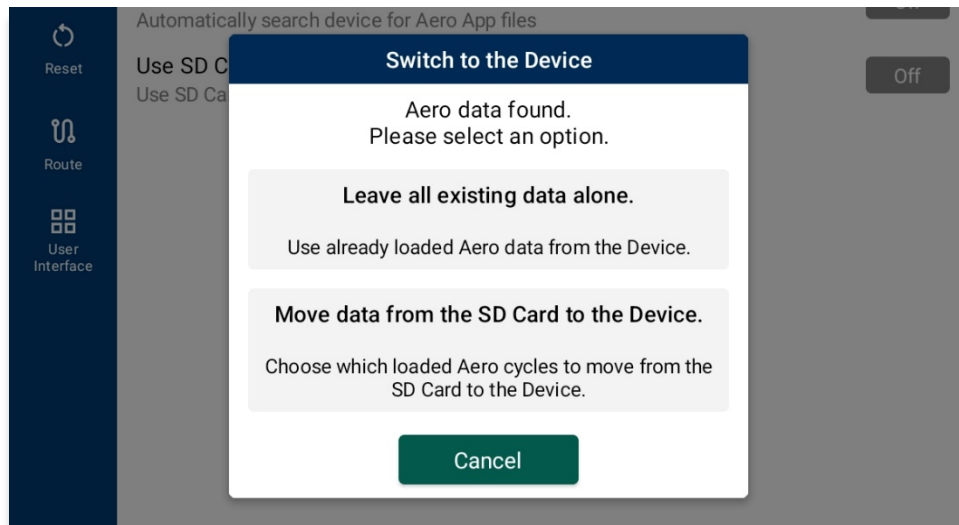 Reset
Route
User
Interface
Automatically search device for Aero App files
Use SD C
Use SD Ca
Off
Switch to the Device
Aero data found.
Please select an option.
Leave all existing data alone.
Use already loaded Aero data from the Device.
Move data from the SD Card to the Device.
Choose which loaded Aero cycles to move from the
SD Card to the Device.
Cancel